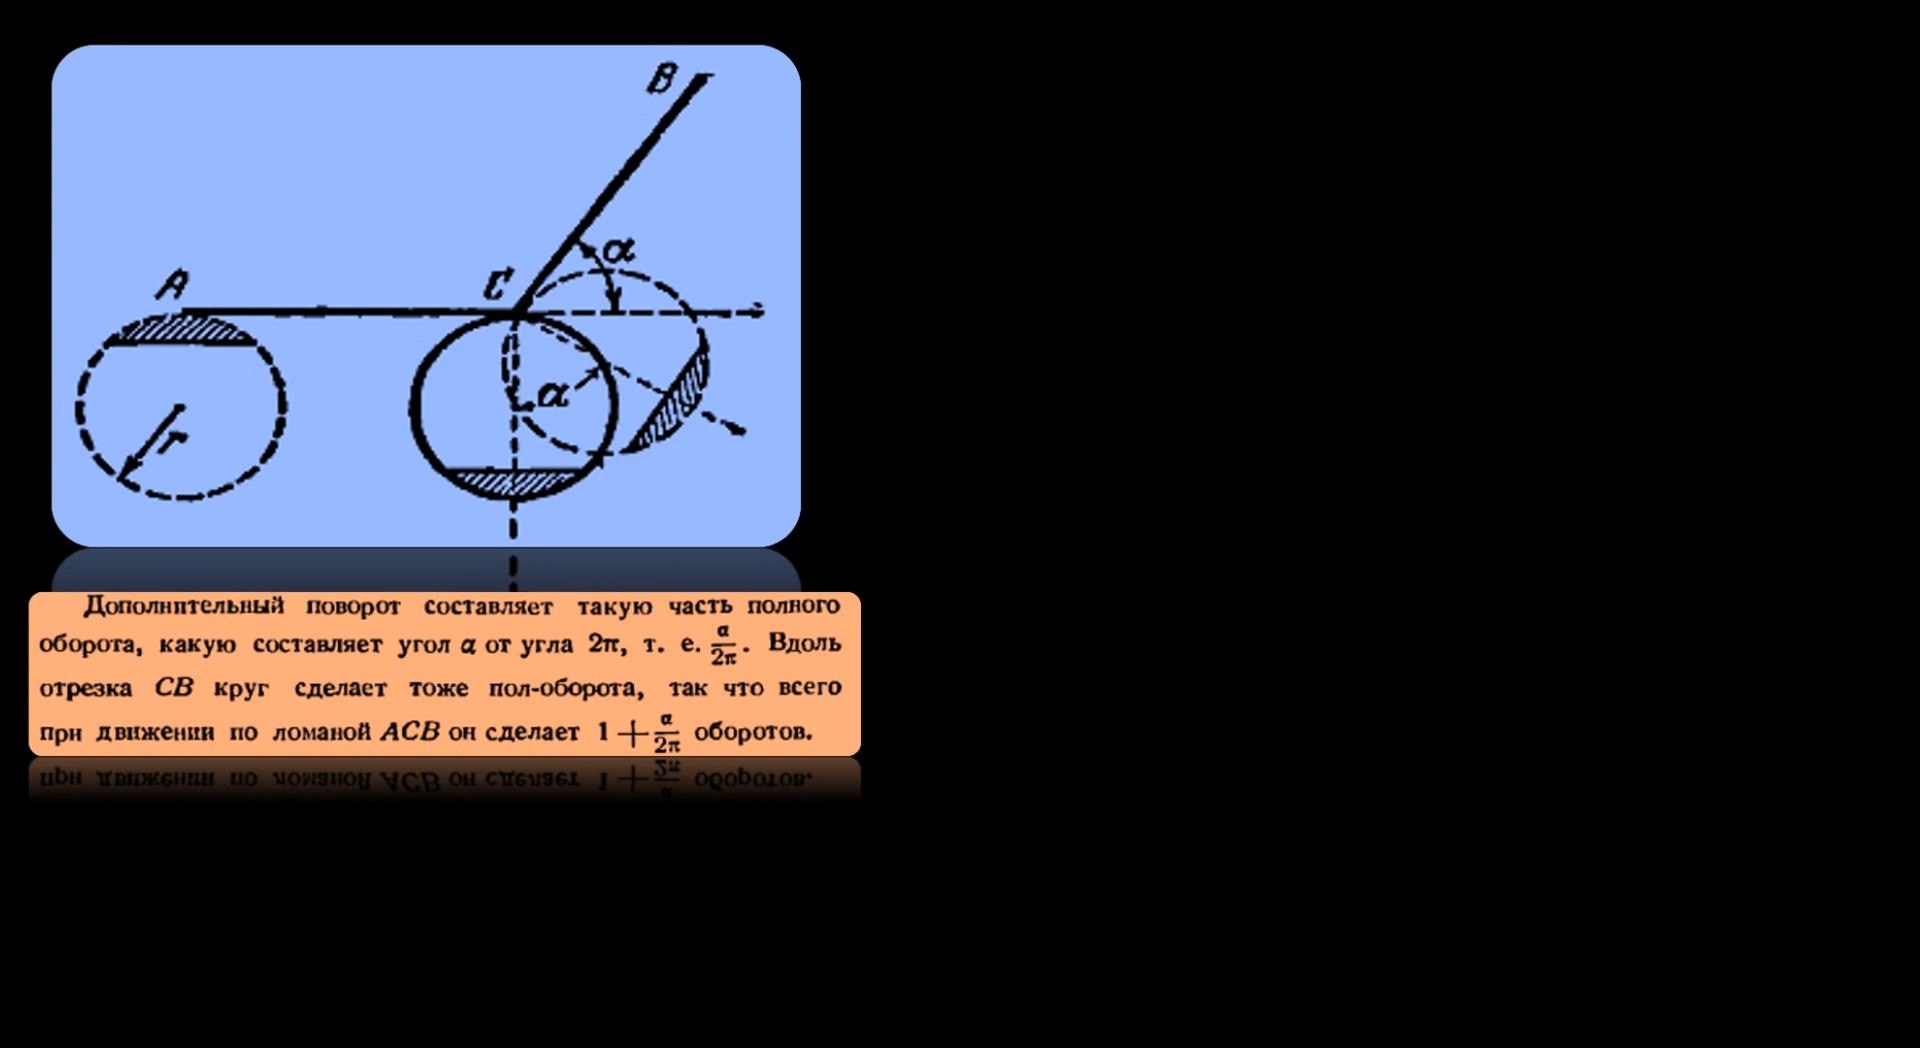 B
α
A
C
α
r
Дополнительный поворот составляет такую часть полного
оборота, какую составляет угол α от угла 2π, т. е. α/2π. Вдоль
отрезка CB круг сделает тоже пол-оборота, так что всего
при движении по ломаной ACB он сделает 1 + α/2π оборотов.